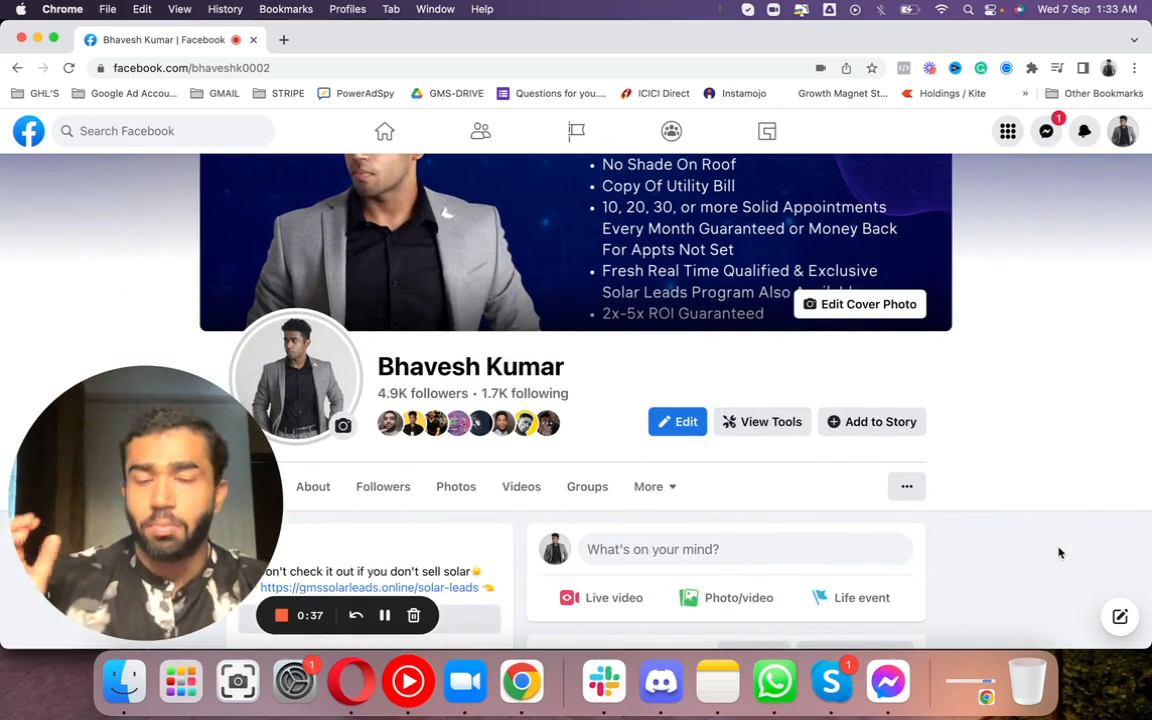 Chrome File Edit View History Bookmarks Profiles Tab Window Help Wed 7 Sep 1:33 AM
Bhavesh Kumar | Facebook
facebook.com/bhaveshk0002
GHL'S Google Ad Accou... GMAIL STRIPE PowerAdSpy GMS-DRIVE Questions for you.... ICICI Direct Instamojo Growth Magnet St... Holdings / Kite » Other Bookmarks
Search Facebook
1
• No Shade On Roof
• Copy Of Utility Bill
• 10, 20, 30, or more Solid Appointments
Every Month Guaranteed or Money Back
For Appts Not Set
• Fresh Real Time Qualified & Exclusive
Solar Leads Program Also
• 2x-5x ROI Guaranteed
Edit Cover Photo
Bhavesh Kumar
4.9K followers • 1.7K following
Edit View Tools Add to Story
About Followers Photos Videos Groups More
What's on your mind?
check it out if you don't sell solar
https://gmssolarleads.online/solar-leads
Live video Photo/video Life event
0:37
1 1